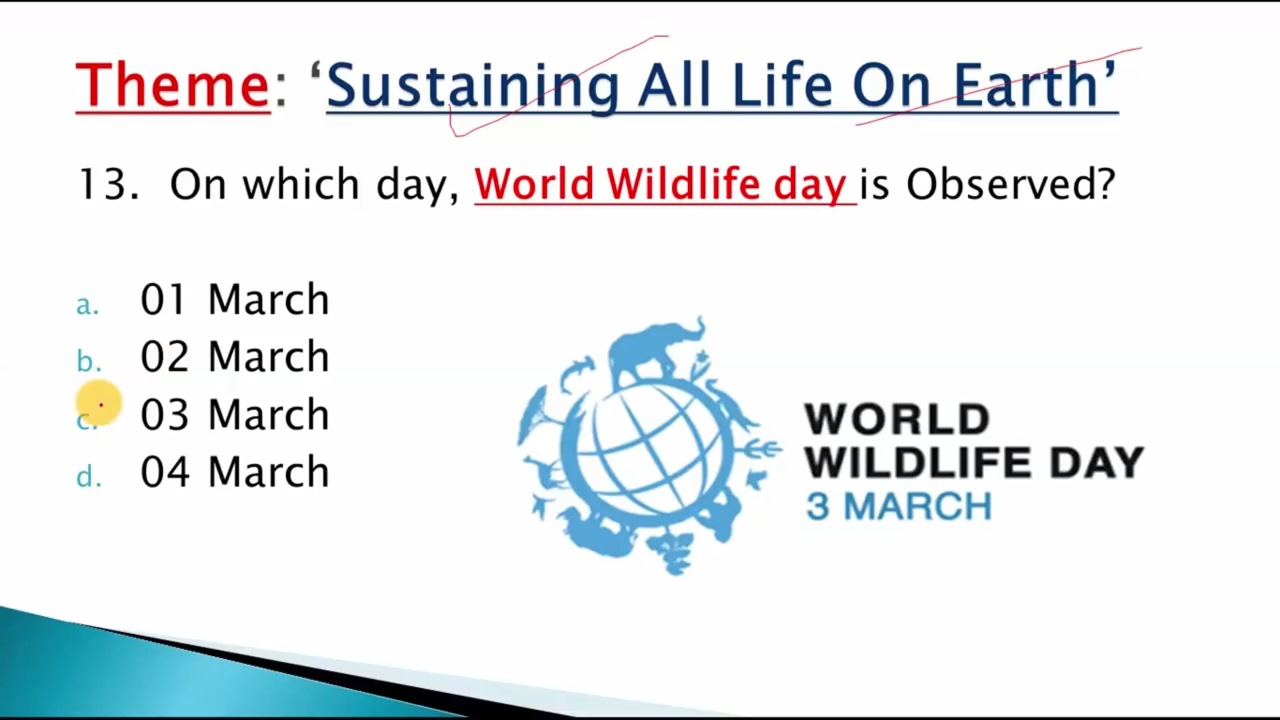 Theme: ‘Sustaining All Life On Earth’
13. On which day, World Wildlife day is Observed?
a. 01 March
b. 02 March
c. 03 March
d. 04 March
WORLD
WILDLIFE DAY
3 MARCH